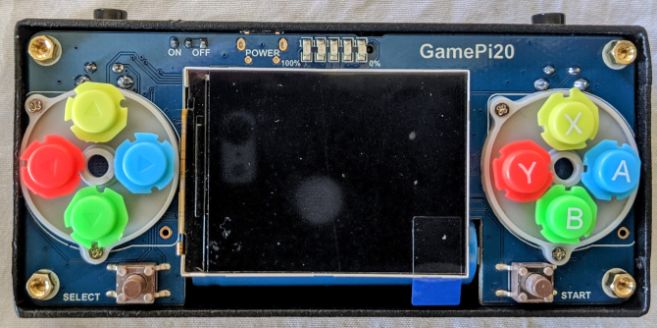 ON OFF
POWER
100% 0%
GamePi20
X
Y A
B
SELECT
START